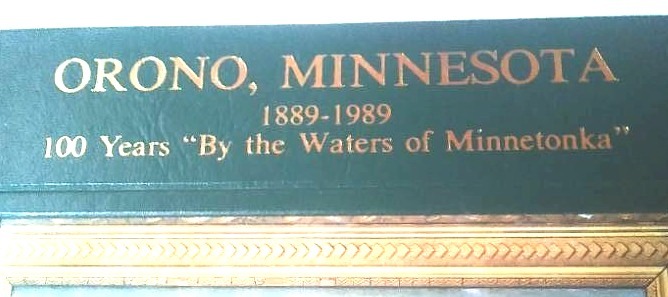 ORONO, MINNESOTA
1889-1989
100 Years "By the Waters of Minnetonka"